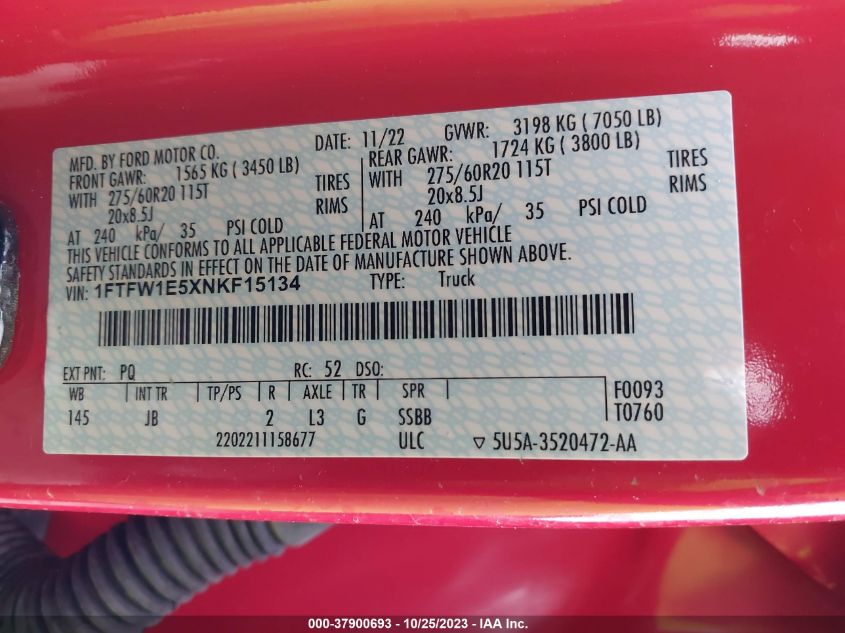 MFD. BY FORD MOTOR CO. DATE: 11/22 GVWR: 3198 KG ( 7050 LB)
FRONT GAWR: 1565 KG ( 3450 LB) REAR GAWR: 1724 KG ( 3800 LB)
WITH 275/60R20 115T TIRES WITH 275/60R20 115T TIRES
20x8.5J RIMS 20x8.5J RIMS
AT 240 kPa/ 35 PSI COLD AT 240 kPa/ 35 PSI COLD
THIS VEHICLE CONFORMS TO ALL APPLICABLE FEDERAL MOTOR VEHICLE
SAFETY STANDARDS IN EFFECT ON THE DATE OF MANUFACTURE SHOWN ABOVE.
VIN: 1FTFW1E5XNKF15134 TYPE: Truck
EXT PNT: PQ RC: 52 DSO:
WB INT TR TP/PS R AXLE TR SPR F0093
145 JB 2 L3 G SSBB T0760
2202211158677 ULC ▽ 5U5A-3520472-AA
000-37900693 - 10/25/2023 - Copyright © 2023 IAA, Inc.